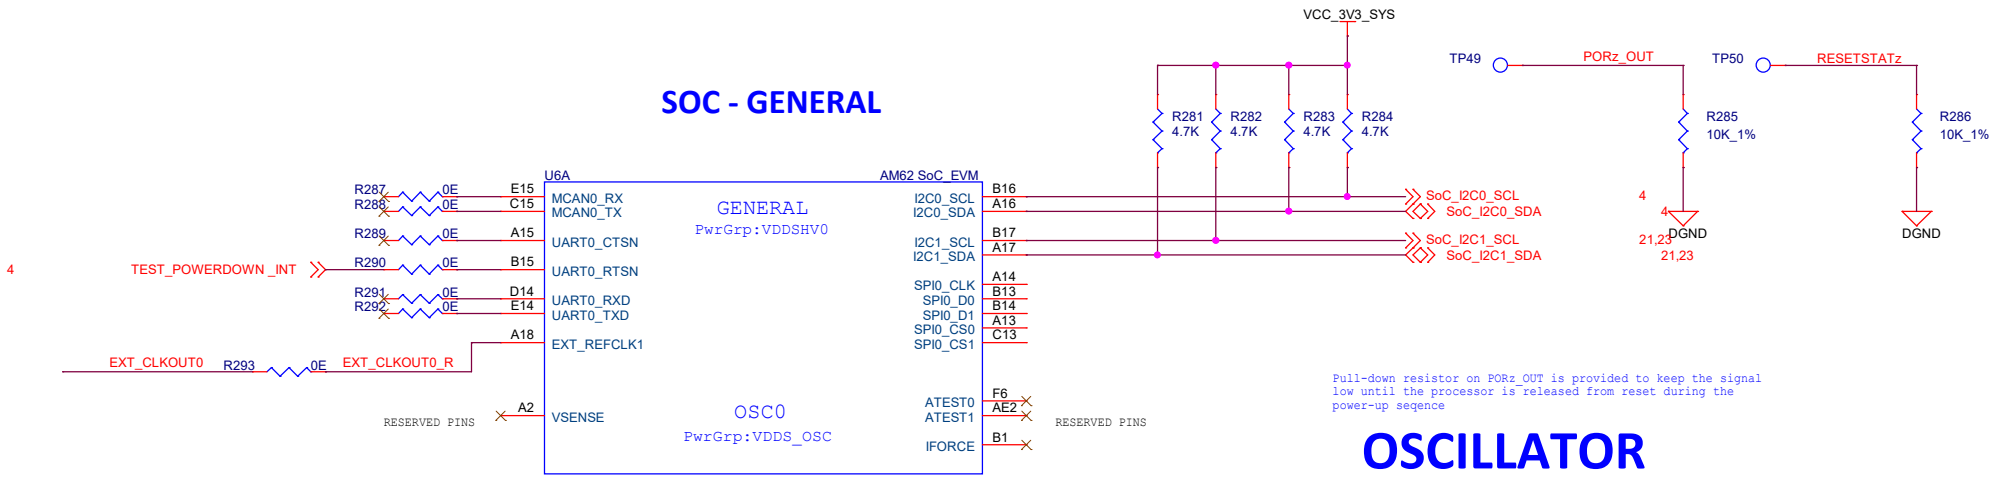 VCC_3V3_SYS
TP49
PORz_OUT
TP50
RESETSTATz
SOC - GENERAL
R281
4.7K
R282
4.7K
R283
4.7K
R284
4.7K
R285
10K_1%
R286
10K_1%
U6A
AM62 SoC_EVM
R287
0E
E15
MCAN0_RX
R288
0E
C15
MCAN0_TX
R289
0E
A15
UART0_CTSN
4
TEST_POWERDOWN_INT
R290
0E
B15
UART0_RTSN
R291
0E
D14
UART0_RXD
R292
0E
E14
UART0_TXD
A18
EXT_REFCLK1
EXT_CLKOUT0
R293
0E
EXT_CLKOUT0_R
RESERVED PINS
A2
VSENSE
GENERAL
PwrGrp:VDDSHV0
OSC0
PwrGrp:VDDS_OSC
I2C0_SCL
B16
SoC_I2C0_SCL
4
I2C0_SDA
A16
SoC_I2C0_SDA
4
I2C1_SCL
B17
SoC_I2C1_SCL
21,23
I2C1_SDA
A17
SoC_I2C1_SDA
21,23
DGND
DGND
SPI0_CLK
A14
SPI0_D0
B13
SPI0_D1
B14
SPI0_CS0
A13
SPI0_CS1
C13
ATEST0
F6
ATEST1
AE2
RESERVED PINS
IFORCE
B1
Pull-down resistor on PORz_OUT is provided to keep the signal
low until the processor is released from reset during the
power-up seqence
OSCILLATOR